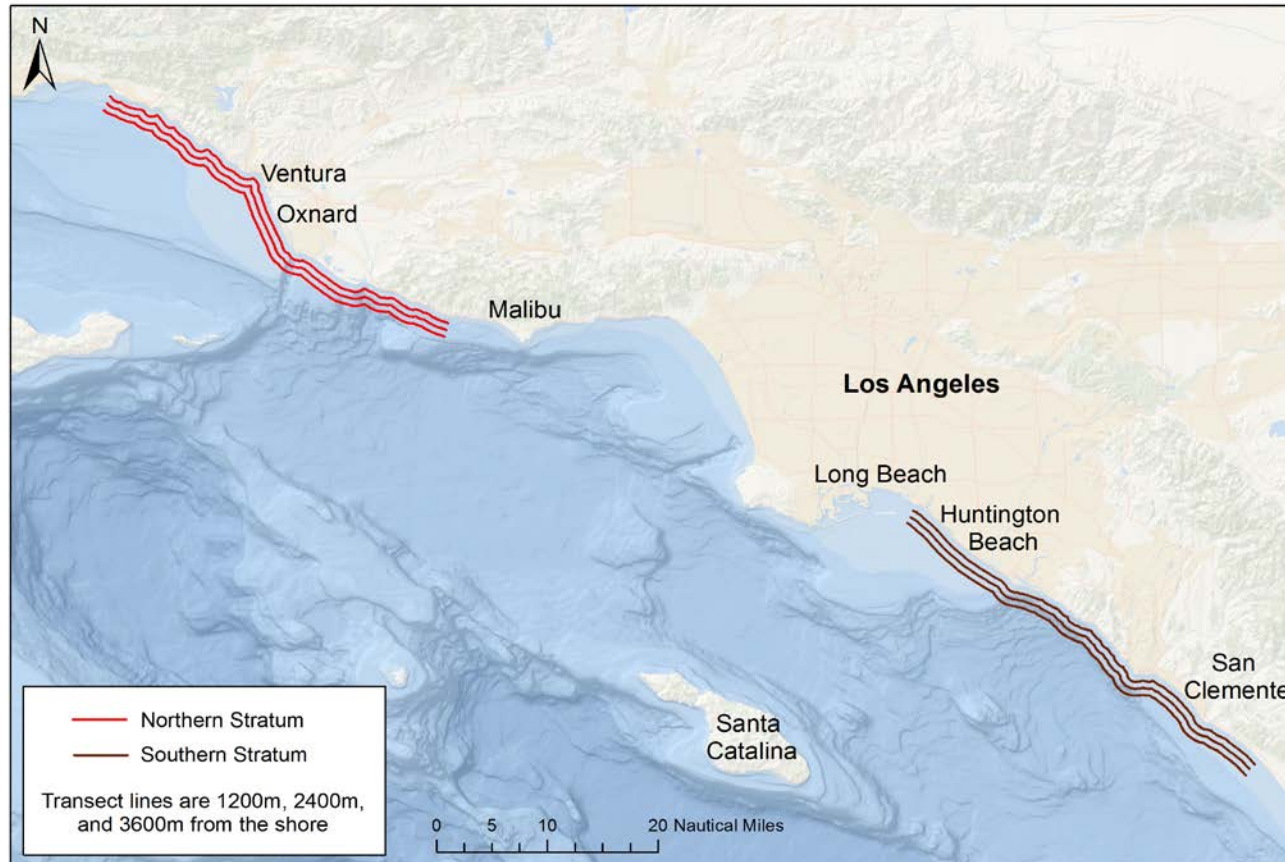 N
Ventura
Oxnard
Malibu
Los Angeles
Long Beach
Huntington
Beach
San
Clemente
Santa
Catalina
Northern Stratum
Southern Stratum
Transect lines are 1200m, 2400m,
and 3600m from the shore
0 5 10 20 Nautical Miles